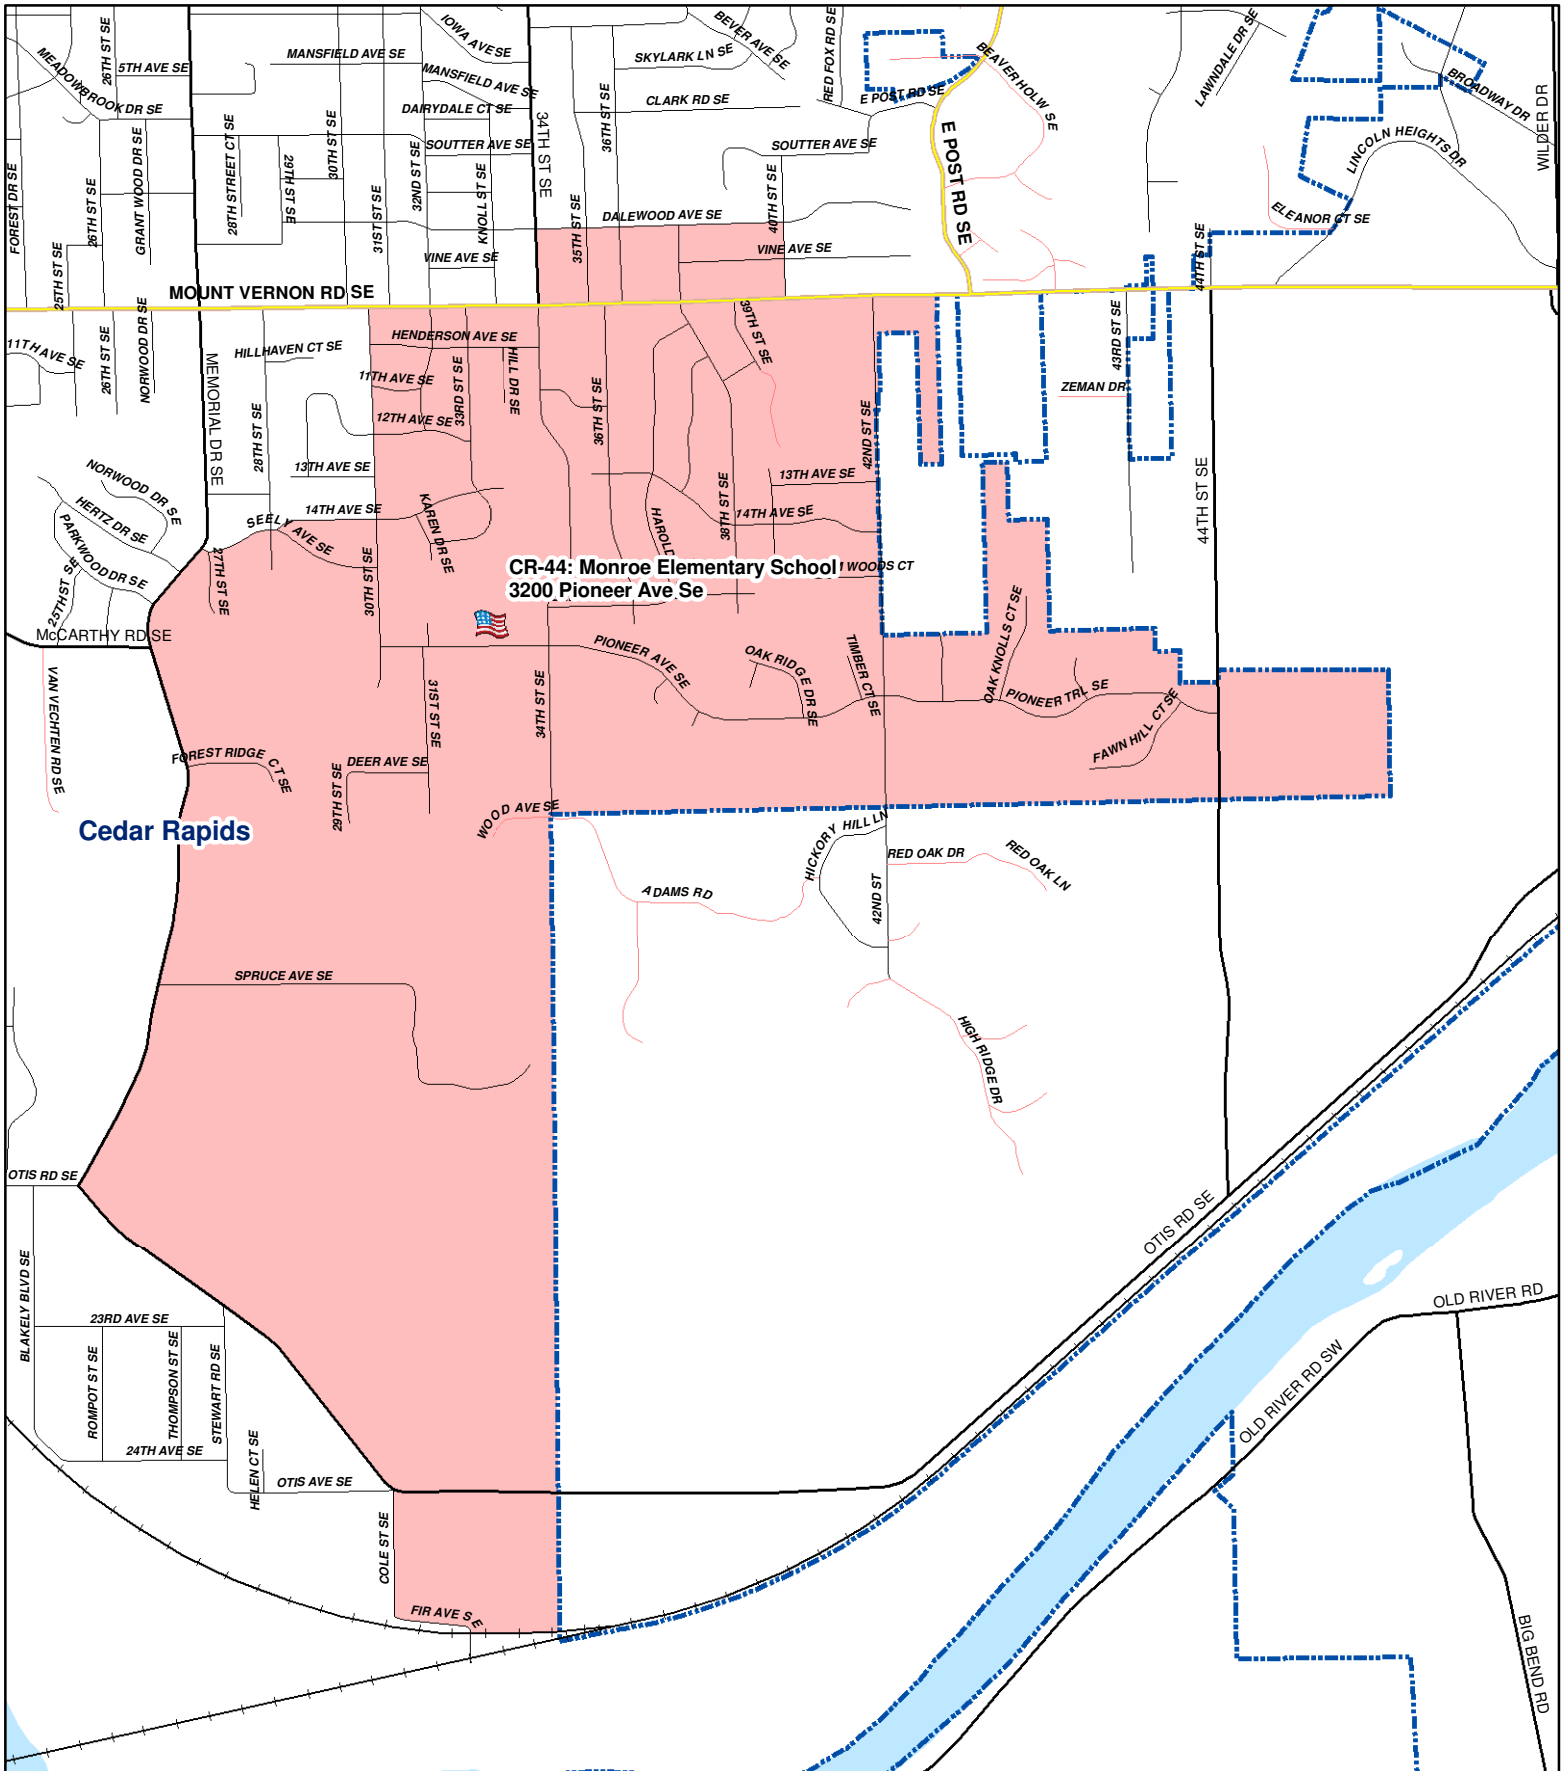 IOWA AVE SE
BEVER AVE SE
RED FOX RD SE
26TH ST SE
MANSFIELD AVE SE
SKYLARK LN SE
BEAVER HOLW SE
LAWNDALE DR SE
5TH AVE SE
MANSFIELD AVE SE
BROADWAY DR
WILDER DR
MEADOWBROOK DR SE
DAIRYDALE CT SE
CLARK RD SE
E POST RD SE
34TH ST SE
36TH ST SE
28TH STREET CT SE
30TH ST SE
SOUTTER AVE SE
SOUTTER AVE SE
E POST RD SE
LINCOLN HEIGHTS DR
FOREST DR SE
26TH ST SE
GRANT WOOD DR SE
29TH ST SE
31ST ST SE
32ND ST SE
KNOLL ST SE
35TH ST SE
DALEWOOD AVE SE
40TH ST SE
ELEANOR CT SE
VINE AVE SE
VINE AVE SE
44TH ST SE
25TH ST SE
MOUNT VERNON RD SE
11TH AVE SE
26TH ST SE
NORWOOD DR SE
MEMORIAL DR SE
HILLHAVEN CT SE
HENDERSON AVE SE
39TH ST SE
43RD ST SE
11TH AVE SE
33RD ST SE
HILL DR SE
ZEMAN DR
28TH ST SE
12TH AVE SE
36TH ST SE
42ND ST SE
13TH AVE SE
13TH AVE SE
44TH ST SE
NORWOOD DR SE
HERTZ DR SE
PARKWOOD DR SE
25TH ST SE
SEELY AVE SE
14TH AVE SE
KAREN DR SE
HAROLD
38TH ST SE
14TH AVE SE
27TH ST SE
30TH ST SE
CR-44: Monroe Elementary School
WOODS CT
3200 Pioneer Ave Se
McCARTHY RD SE
PIONEER AVE SE
OAK RIDGE DR SE
TIMBER CT SE
OAK KNOLLS CT SE
PIONEER TRL SE
FAWN HILL CT SE
VAN VECHTEN RD SE
31ST ST SE
34TH ST SE
FOREST RIDGE CT SE
DEER AVE SE
29TH ST SE
WOOD AVE SE
Cedar Rapids
HICKORY HILL LN
RED OAK DR
RED OAK LN
ADAMS RD
42ND ST
SPRUCE AVE SE
HIGH RIDGE DR
OTIS RD SE
OTIS RD SE
BLAKELY BLVD SE
23RD AVE SE
OLD RIVER RD
ROMPOT ST SE
THOMPSON ST SE
STEWART RD SE
OLD RIVER RD SW
24TH AVE SE
HELEN CT SE
OTIS AVE SE
COLE ST SE
FIR AVE SE
BIG BEND RD